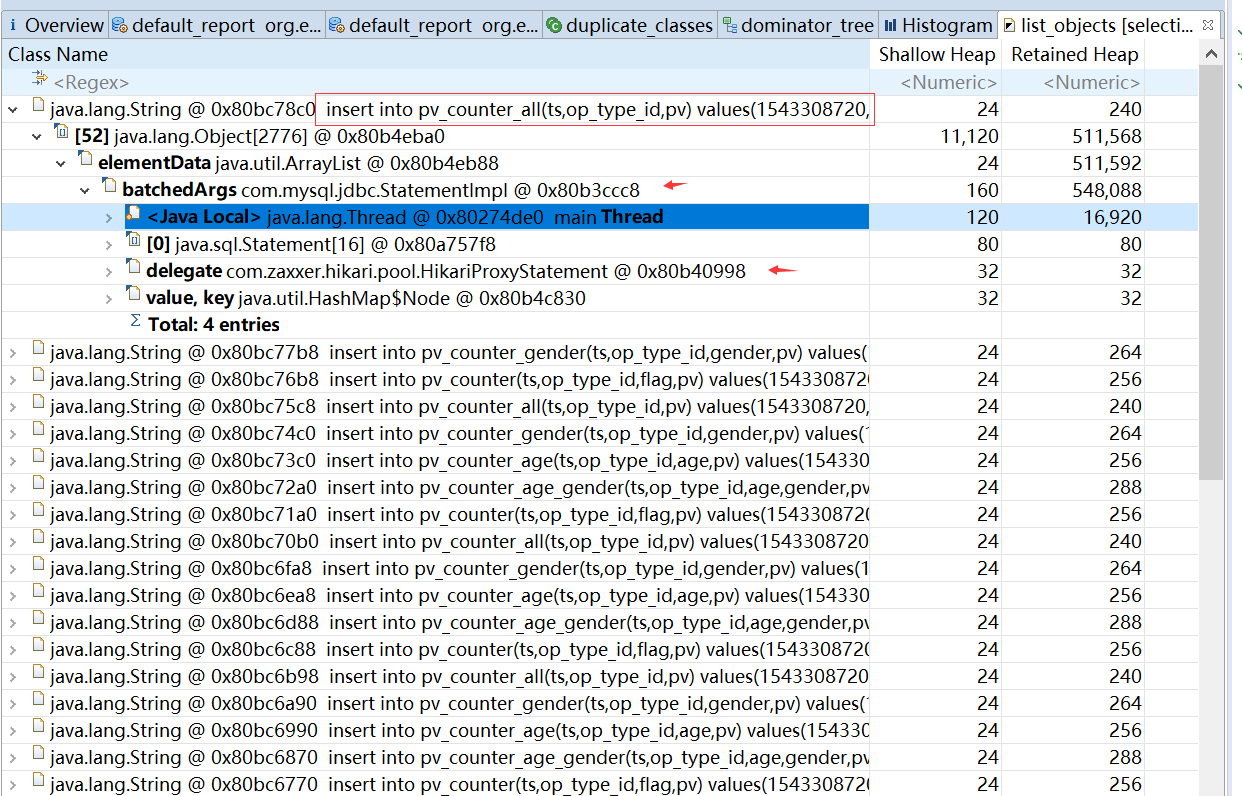 i Overview default_report org.e... default_report org.e... duplicate_classes dominator_tree Histogram list_objects [selecti...
Class Name Shallow Heap Retained Heap
<Regex> <Numeric> <Numeric>
java.lang.String @ 0x80bc78c0 insert into pv_counter_all(ts,op_type_id,pv) values(1543308720, 24 240
[52] java.lang.Object[2776] @ 0x80b4eba0 11,120 511,568
elementData java.util.ArrayList @ 0x80b4eb88 24 511,592
batchedArgs com.mysql.jdbc.StatementImpl @ 0x80b3ccc8 160 548,088
<Java Local> java.lang.Thread @ 0x80274de0 main Thread 120 16,920
[0] java.sql.Statement[16] @ 0x80a757f8 80 80
delegate com.zaxxer.hikari.pool.HikariProxyStatement @ 0x80b40998 32 32
value, key java.util.HashMap$Node @ 0x80b4c830 32 32
Σ Total: 4 entries
java.lang.String @ 0x80bc77b8 insert into pv_counter_gender(ts,op_type_id,gender,pv) values( 24 264
java.lang.String @ 0x80bc76b8 insert into pv_counter(ts,op_type_id,flag,pv) values(1543308720 24 256
java.lang.String @ 0x80bc75c8 insert into pv_counter_all(ts,op_type_id,pv) values(1543308720, 24 240
java.lang.String @ 0x80bc74c0 insert into pv_counter_gender(ts,op_type_id,gender,pv) values(1 24 264
java.lang.String @ 0x80bc73c0 insert into pv_counter_age(ts,op_type_id,age,pv) values(154330 24 256
java.lang.String @ 0x80bc72a0 insert into pv_counter_age_gender(ts,op_type_id,age,gender,pv 24 288
java.lang.String @ 0x80bc71a0 insert into pv_counter(ts,op_type_id,flag,pv) values(1543308720 24 256
java.lang.String @ 0x80bc70b0 insert into pv_counter_all(ts,op_type_id,pv) values(1543308720 24 240
java.lang.String @ 0x80bc6fa8 insert into pv_counter_gender(ts,op_type_id,gender,pv) values(1 24 264
java.lang.String @ 0x80bc6ea8 insert into pv_counter_age(ts,op_type_id,age,pv) values(154330 24 256
java.lang.String @ 0x80bc6d88 insert into pv_counter_age_gender(ts,op_type_id,age,gender,pv 24 288
java.lang.String @ 0x80bc6c88 insert into pv_counter(ts,op_type_id,flag,pv) values(1543308720 24 256
java.lang.String @ 0x80bc6b98 insert into pv_counter_all(ts,op_type_id,pv) values(1543308720 24 240
java.lang.String @ 0x80bc6a90 insert into pv_counter_gender(ts,op_type_id,gender,pv) values(1 24 264
java.lang.String @ 0x80bc6990 insert into pv_counter_age(ts,op_type_id,age,pv) values(154330 24 256
java.lang.String @ 0x80bc6870 insert into pv_counter_age_gender(ts,op_type_id,age,gender,pv 24 288
java.lang.String @ 0x80bc6770 insert into pv_counter(ts,op_type_id,flag,pv) values(1543308720 24 256